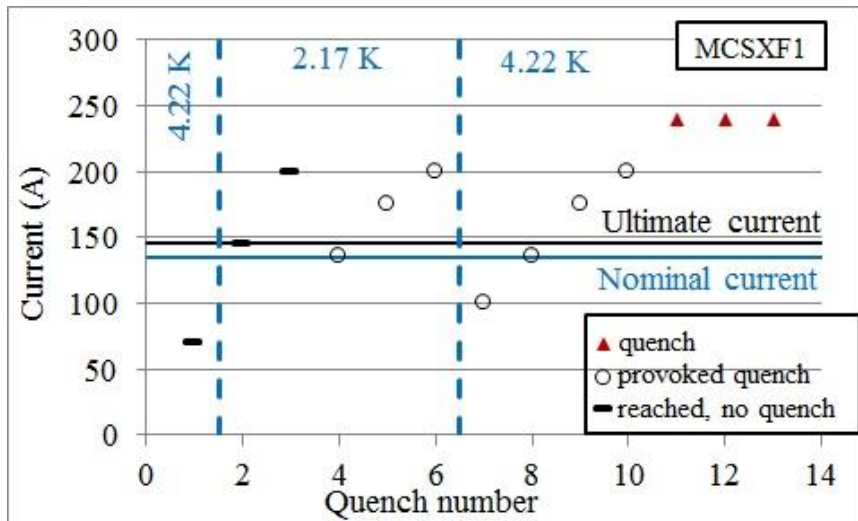 MCSXF1
4.22 K
2.17 K
4.22 K
300
250
200
150
100
50
0
Current (A)
Ultimate current
Nominal current
quench
provoked quench
reached, no quench
0 2 4 6 8 10 12 14
Quench number